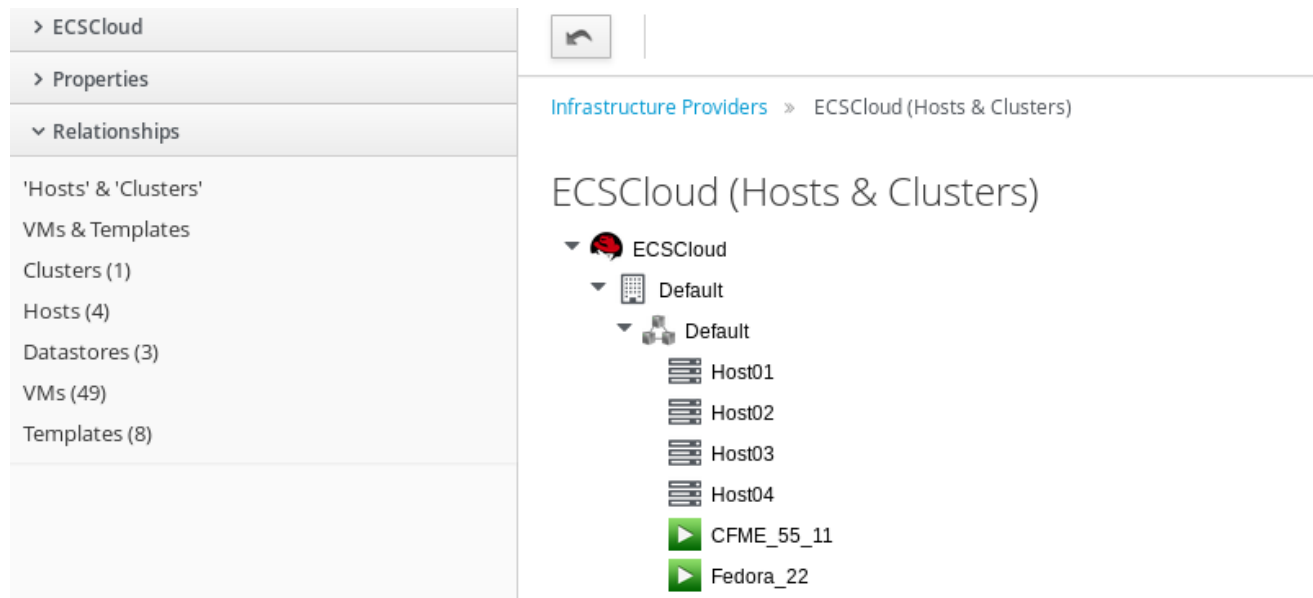 ECSCloud
Properties
Relationships
'Hosts' & 'Clusters'
VMs & Templates
Clusters (1)
Hosts (4)
Datastores (3)
VMs (49)
Templates (8)
Infrastructure Providers » ECSCloud (Hosts & Clusters)
ECSCloud (Hosts & Clusters)
ECSCloud
Default
Default
Host01
Host02
Host03
Host04
CFME_55_11
Fedora_22